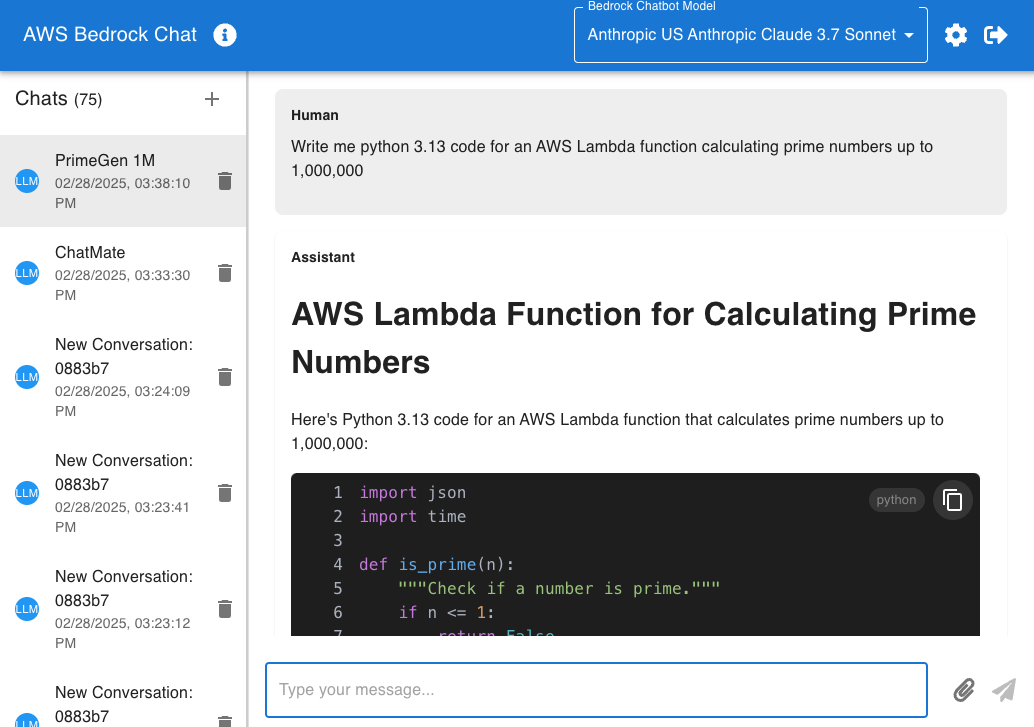 AWS Bedrock Chat
Bedrock Chatbot Model
Anthropic US Anthropic Claude 3.7 Sonnet
Chats (75)
PrimeGen 1M
LLM
02/28/2025, 03:38:10
PM
ChatMate
LLM
02/28/2025, 03:33:30
PM
New Conversation:
0883b7
LLM
02/28/2025, 03:24:09
PM
New Conversation:
0883b7
LLM
02/28/2025, 03:23:41
PM
New Conversation:
0883b7
LLM
02/28/2025, 03:23:12
PM
New Conversation:
0883b7
LLM
Human
Write me python 3.13 code for an AWS Lambda function calculating prime numbers up to
1,000,000
Assistant
AWS Lambda Function for Calculating Prime
Numbers
Here's Python 3.13 code for an AWS Lambda function that calculates prime numbers up to
1,000,000:
python
1 import json
2 import time
3
4 def is_prime(n):
5     """Check if a number is prime."""
6     if n <= 1:
7         return False
Type your message...